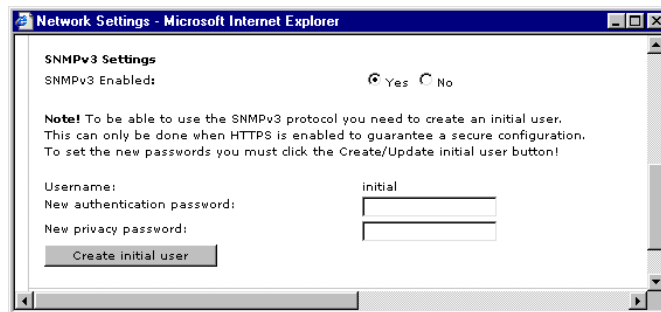 Network Settings - Microsoft Internet Explorer
SNMPv3 Settings
SNMPv3 Enabled: Yes No
Note! To be able to use the SNMPv3 protocol you need to create an initial user.
This can only be done when HTTPS is enabled to guarantee a secure configuration.
To set the new passwords you must click the Create/Update initial user button!
Username: initial
New authentication password:
New privacy password:
Create initial user